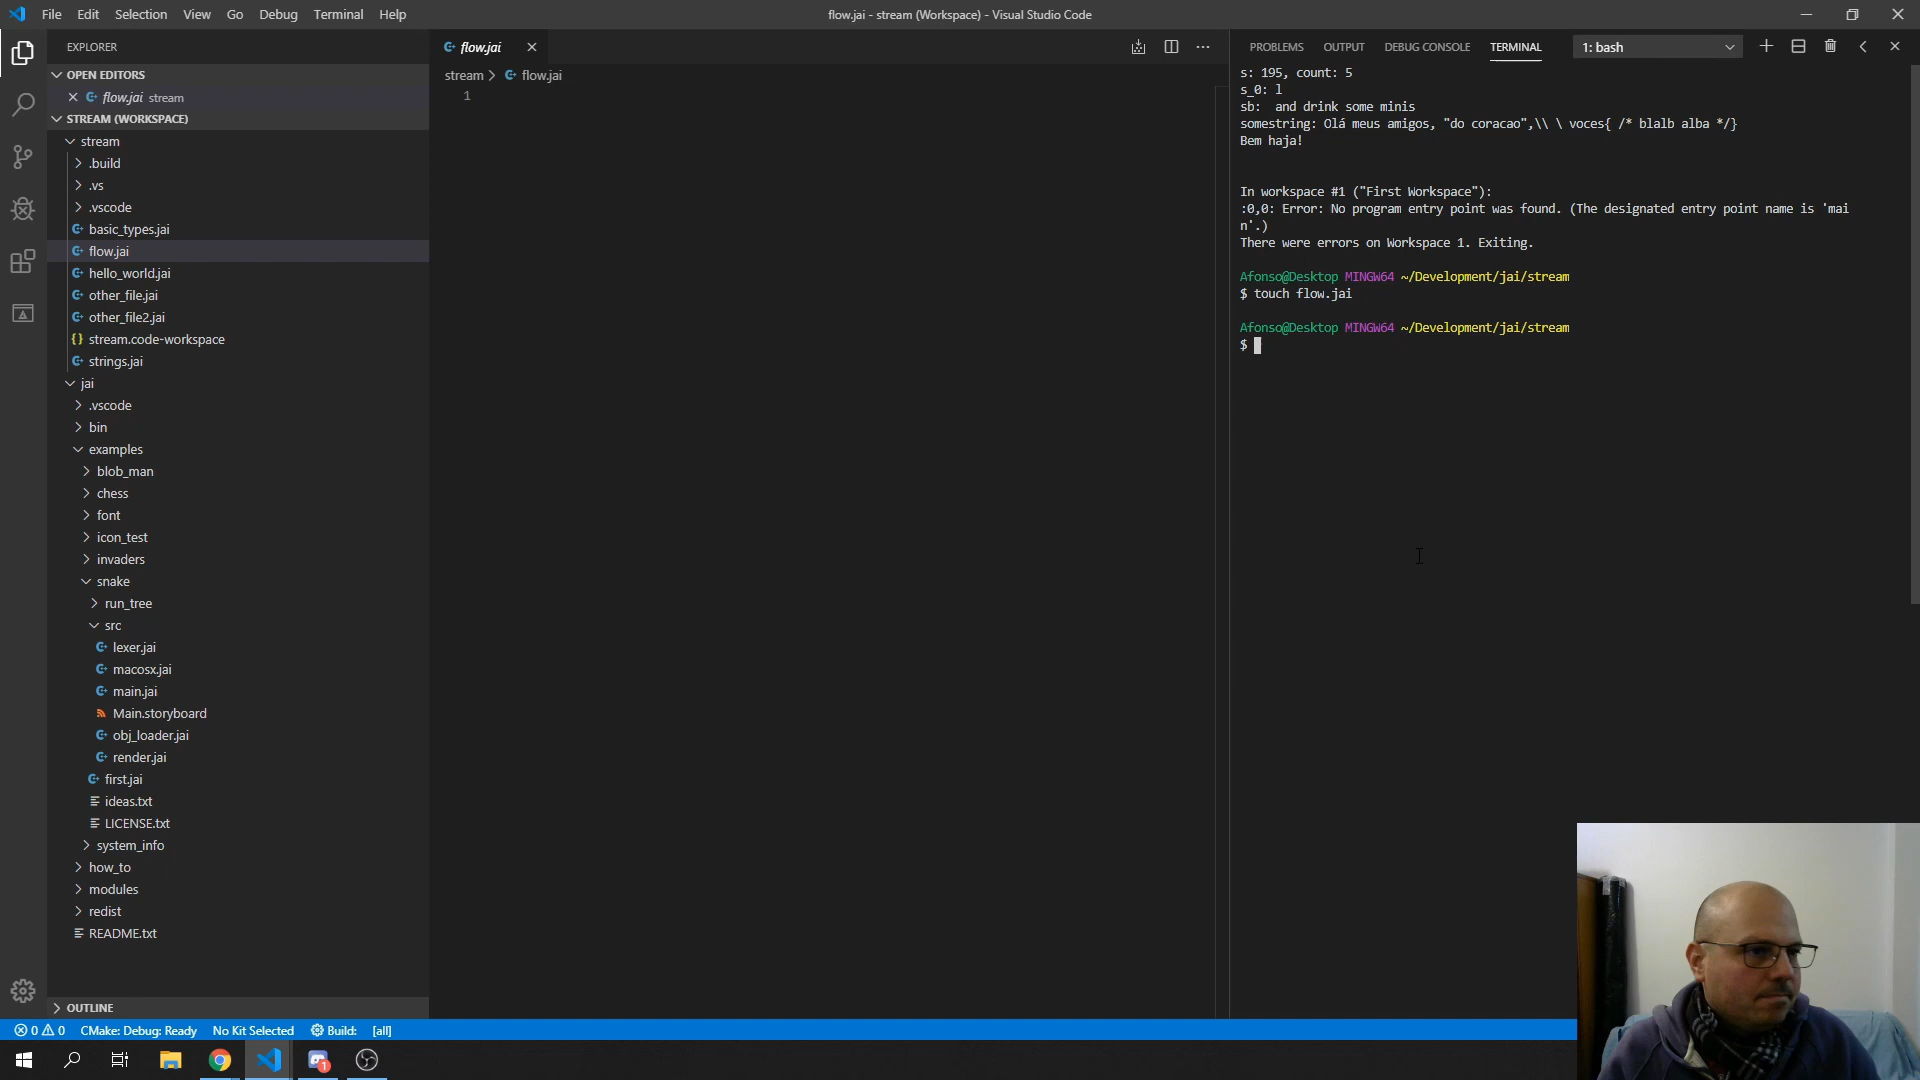 File Edit Selection View Go Debug Terminal Help
flow.jai - stream (Workspace) - Visual Studio Code
EXPLORER
OPEN EDITORS
flow.jai stream
STREAM (WORKSPACE)
stream
.build
.vs
.vscode
basic_types.jai
flow.jai
hello_world.jai
other_file.jai
other_file2.jai
stream.code-workspace
strings.jai
jai
.vscode
bin
examples
blob_man
chess
font
icon_test
invaders
snake
run_tree
src
lexer.jai
macosx.jai
main.jai
Main.storyboard
obj_loader.jai
render.jai
first.jai
ideas.txt
LICENSE.txt
system_info
how_to
modules
redist
README.txt
OUTLINE
flow.jai
stream > flow.jai
1
PROBLEMS OUTPUT DEBUG CONSOLE TERMINAL 1: bash
s: 195, count: 5
s_0: l
sb:  and drink some minis
somestring: Olá meus amigos, "do coracao",\\ \ voces{ /* blalb alba */}
Bem haja!
In workspace #1 ("First Workspace"):
:0,0: Error: No program entry point was found. (The designated entry point name is 'mai
n'.)
There were errors on Workspace 1. Exiting.
Afonso@Desktop MINGW64 ~/Development/jai/stream
$ touch flow.jai
Afonso@Desktop MINGW64 ~/Development/jai/stream
$
0 0 CMake: Debug: Ready No Kit Selected Build: [all]
1